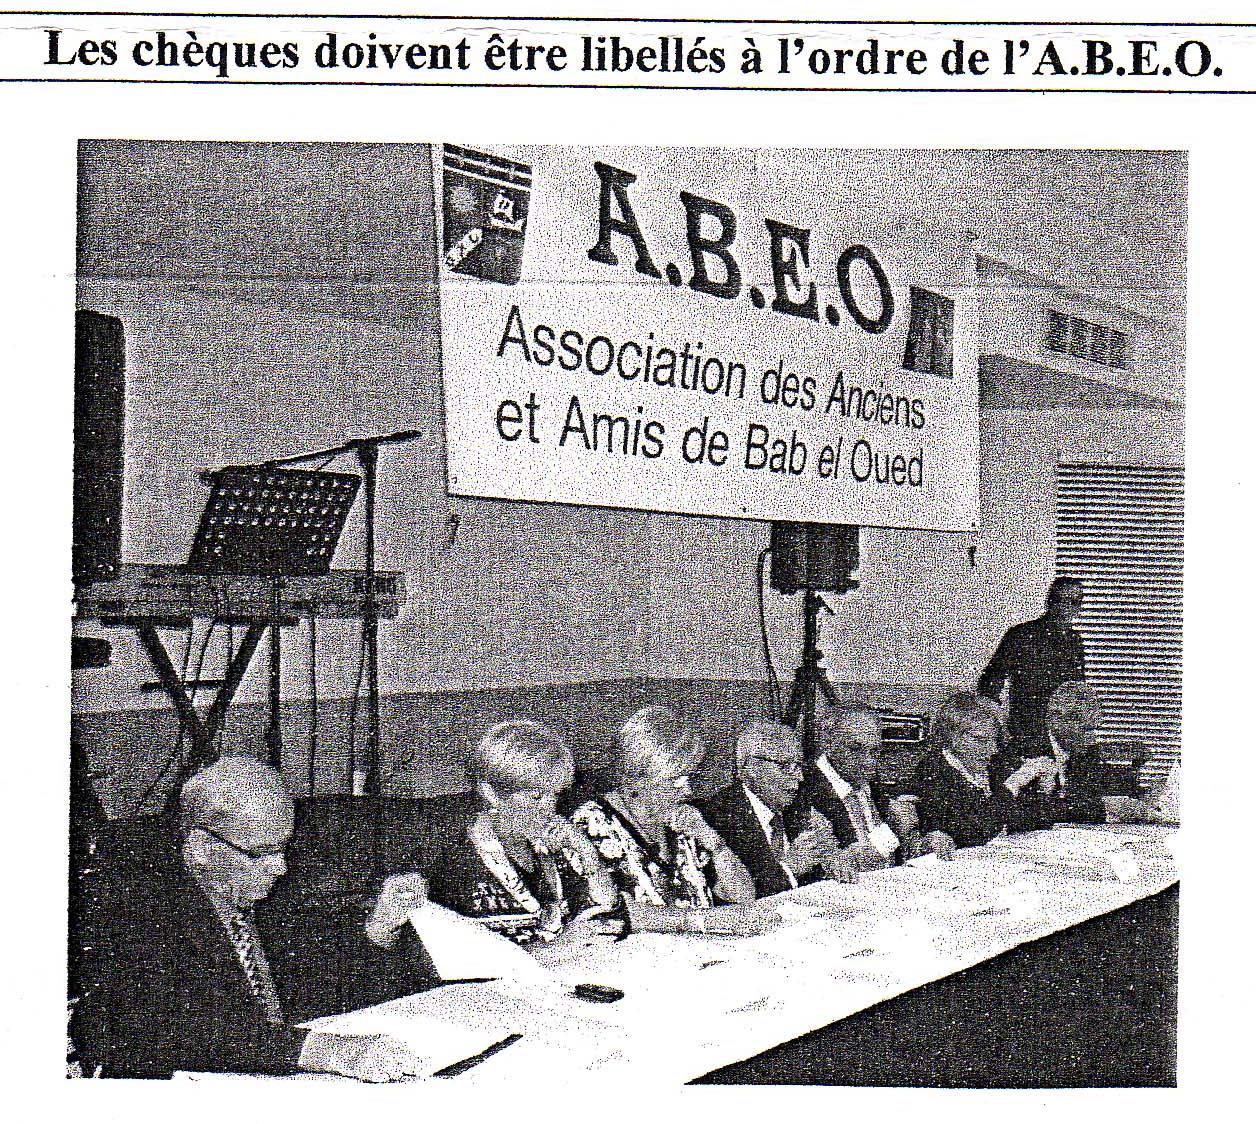 Les chèques doivent être libellés à l'ordre de l'A.B.E.O.
A.B.E.O
Association des Anciens
et Amis de Bab el Oued